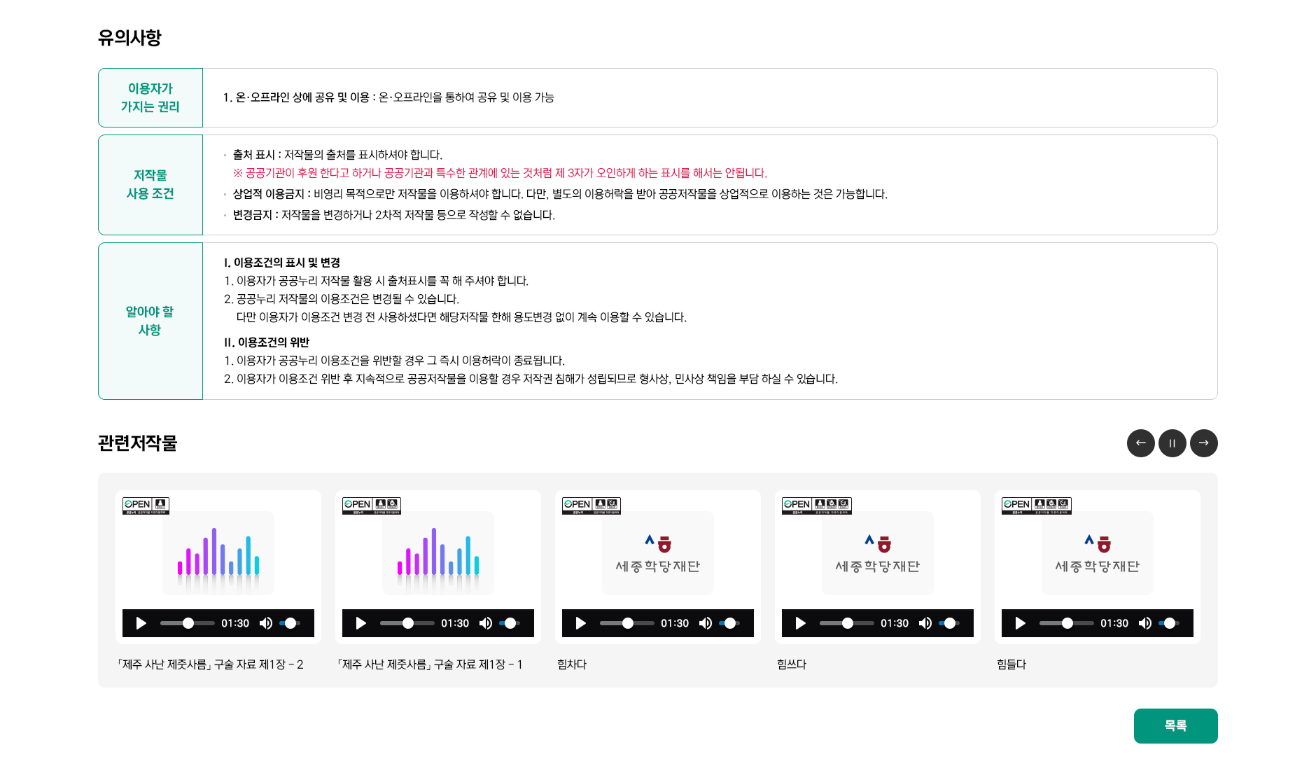 유의사항
이용자가
가지는 권리
1. 온·오프라인 상에 공유 및 이용 : 온·오프라인을 통하여 공유 및 이용 가능
저작물
사용 조건
· 출처 표시 : 저작물의 출처를 표시하셔야 합니다.
※ 공공기관이 후원 한다고 하거나 공공기관과 특수한 관계에 있는 것처럼 제 3자가 오인하게 하는 표시를 해서는 안됩니다.
· 상업적 이용금지 : 비영리 목적으로만 저작물을 이용하셔야 합니다. 다만, 별도의 이용허락을 받아 공공저작물을 상업적으로 이용하는 것은 가능합니다.
· 변경금지 : 저작물을 변경하거나 2차적 저작물 등으로 작성할 수 없습니다.
알아야 할
사항
I. 이용조건의 표시 및 변경
1. 이용자가 공공누리 저작물 활용 시 출처표시를 꼭 해 주셔야 합니다.
2. 공공누리 저작물의 이용조건은 변경될 수 있습니다.
다만 이용자가 이용조건 변경 전 사용하셨다면 해당저작물 한해 용도변경 없이 계속 이용할 수 있습니다.
II. 이용조건의 위반
1. 이용자가 공공누리 이용조건을 위반할 경우 그 즉시 이용허락이 종료됩니다.
2. 이용자가 이용조건 위반 후 지속적으로 공공저작물을 이용할 경우 저작권 침해가 성립되므로 형사상, 민사상 책임을 부담 하실 수 있습니다.
관련저작물
OPEN
01:30
「제주 사난 제줏사름」 구술 자료 제1장 - 2
OPEN
01:30
「제주 사난 제줏사름」 구술 자료 제1장 - 1
OPEN
세종학당재단
01:30
힘차다
OPEN
세종학당재단
01:30
힘쓰다
OPEN
세종학당재단
01:30
힘들다
목록